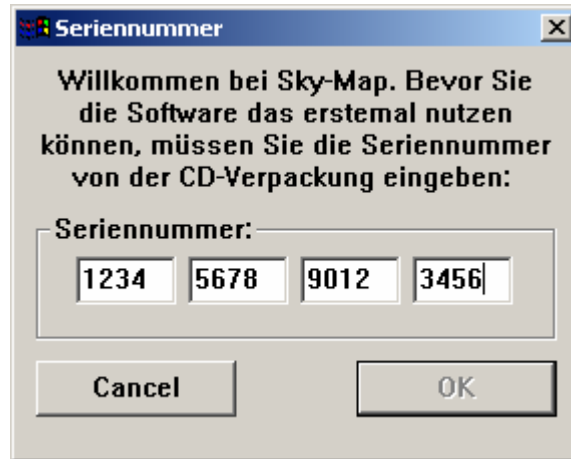 Seriennummer
Willkommen bei Sky-Map. Bevor Sie
die Software das erstemal nutzen
können, müssen Sie die Seriennummer
von der CD-Verpackung eingeben:
Seriennummer:
1234 5678 9012 3456
Cancel OK